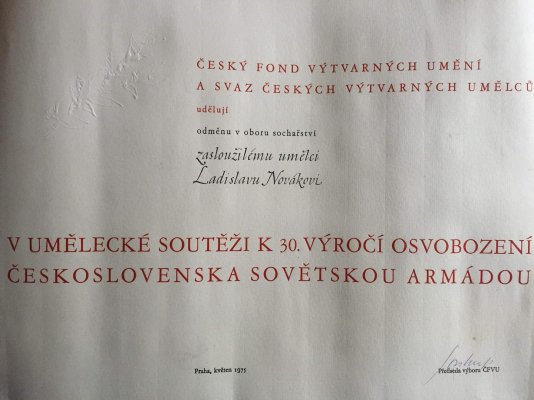 ČESKÝ FOND VÝTVARNÝCH UMĚNÍ
A SVAZ ČESKÝCH VÝTVARNÝCH UMĚLCŮ
udělují
odměnu v oboru sochařství
zasloužilému umělci
Ladislavu Novákovi
V UMĚLECKÉ SOUTĚŽI K 30. VÝROČÍ OSVOBOZENÍ
ČESKOSLOVENSKA SOVĚTSKOU ARMÁDOU
Praha, květen 1975
Předseda výboru ČFVU